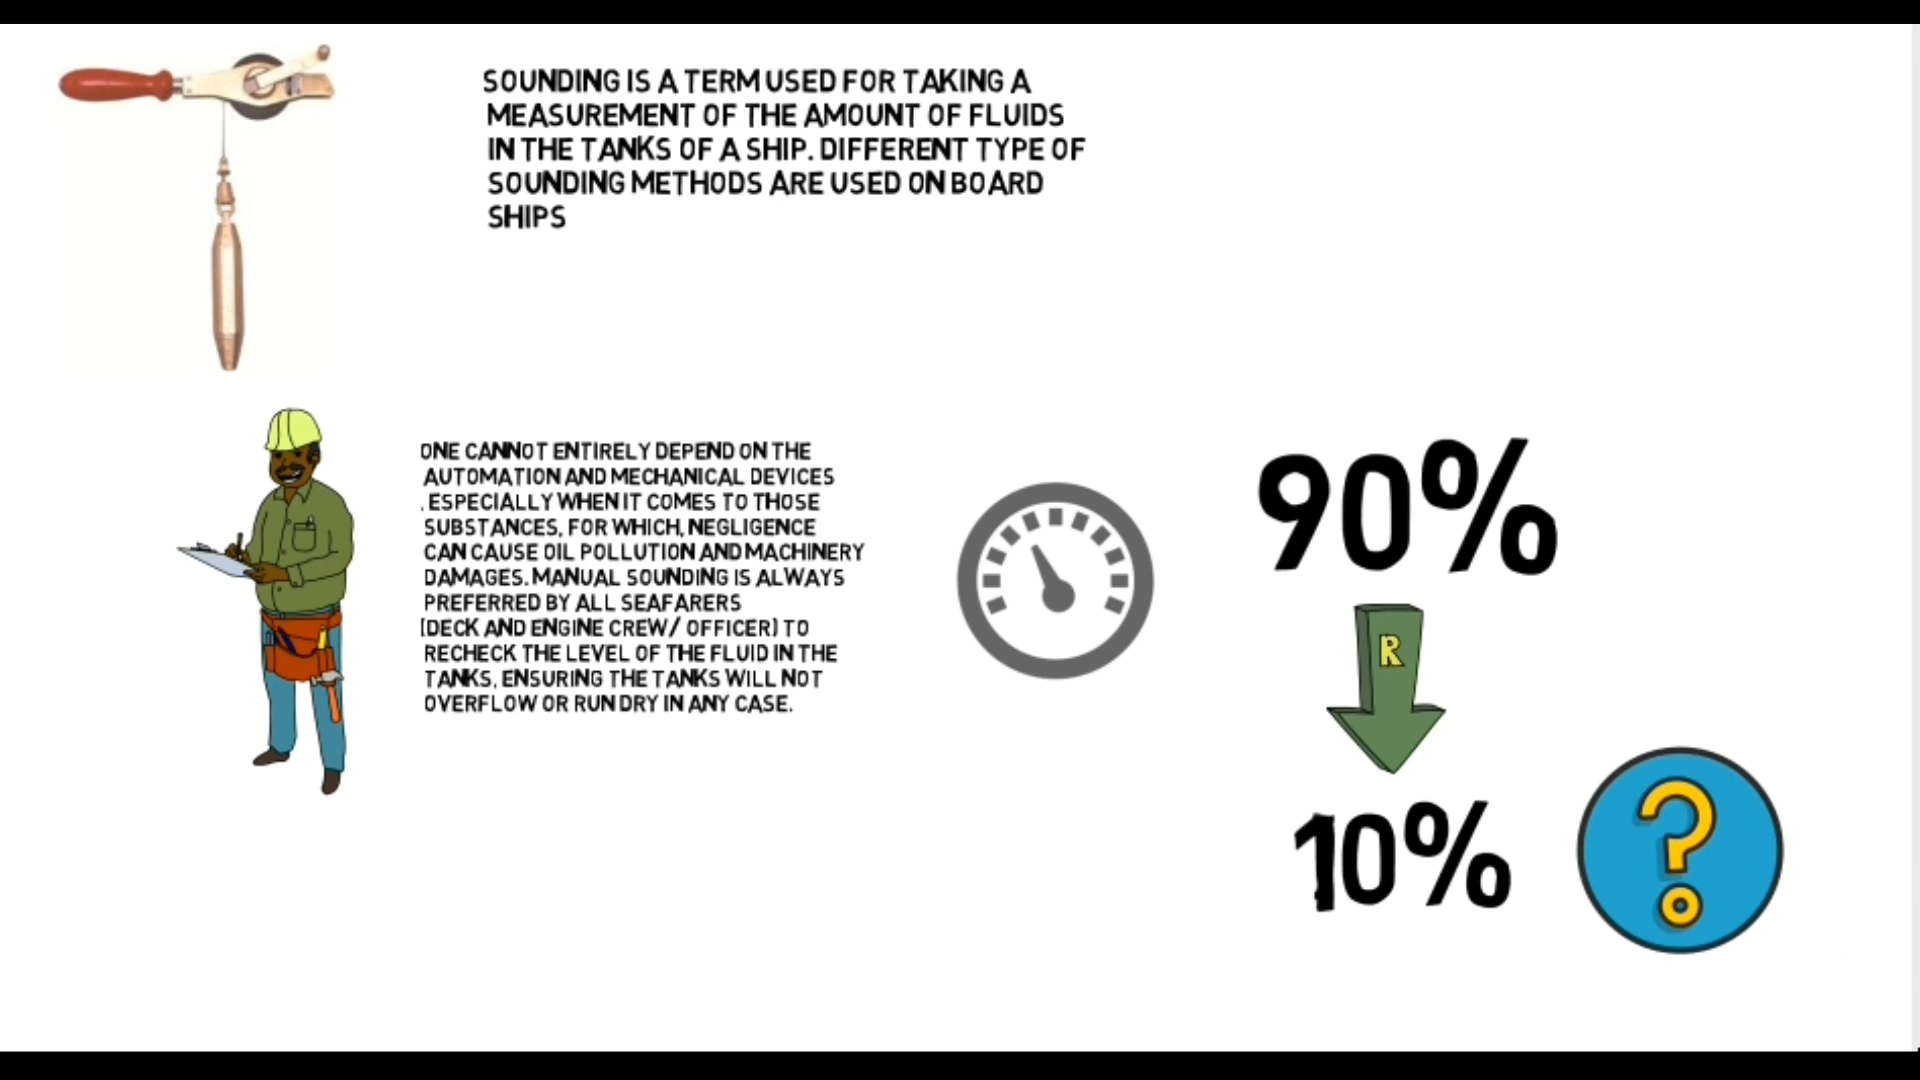 SOUNDING IS A TERM USED FOR TAKING A
MEASUREMENT OF THE AMOUNT OF FLUIDS
IN THE TANKS OF A SHIP. DIFFERENT TYPE OF
SOUNDING METHODS ARE USED ON BOARD
SHIPS
ONE CANNOT ENTIRELY DEPEND ON THE
AUTOMATION AND MECHANICAL DEVICES
. ESPECIALLY WHEN IT COMES TO THOSE
SUBSTANCES, FOR WHICH, NEGLIGENCE
CAN CAUSE OIL POLLUTION AND MACHINERY
DAMAGES. MANUAL SOUNDING IS ALWAYS
PREFERRED BY ALL SEAFARERS
(DECK AND ENGINE CREW/ OFFICER) TO
RECHECK THE LEVEL OF THE FLUID IN THE
TANKS, ENSURING THE TANKS WILL NOT
OVERFLOW OR RUN DRY IN ANY CASE.
90%
R
10%
?